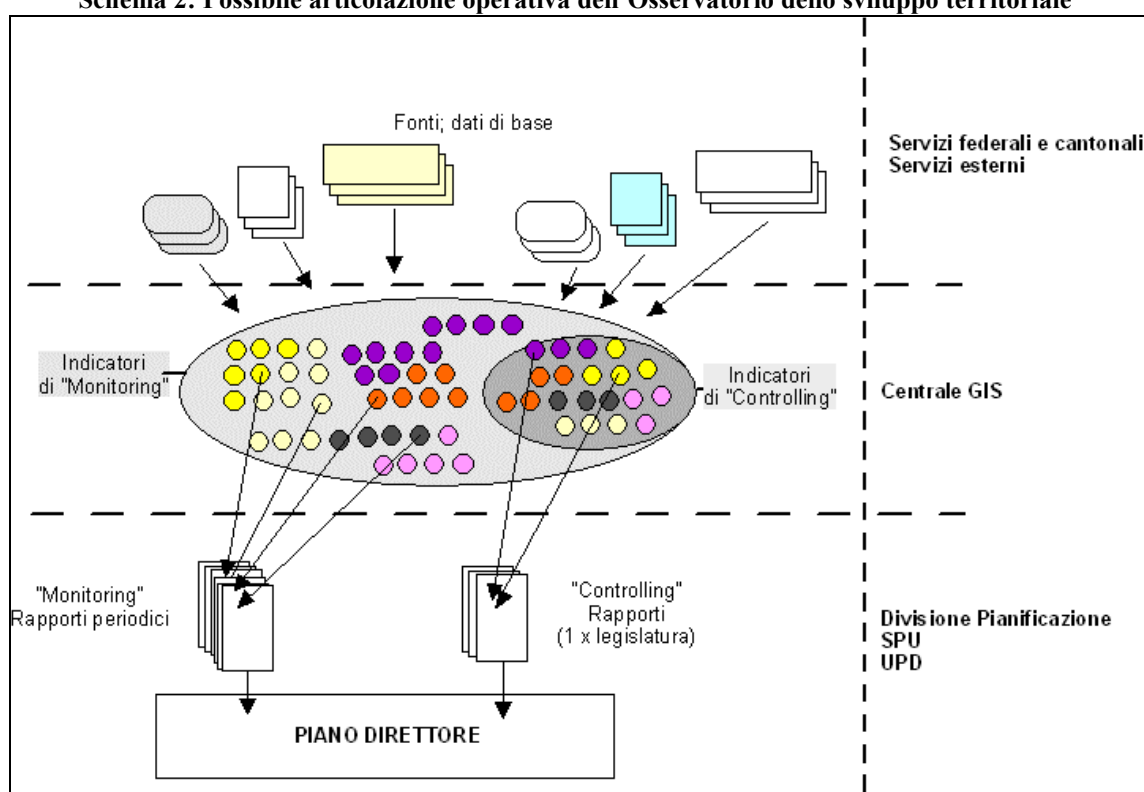 Schema 2: Possibile articolazione operativa dell'Osservatorio dello sviluppo territoriale
Fonti; dati di base
Servizi federali e cantonali
Servizi esterni
Indicatori
di "Monitoring"
Indicatori
di "Controlling"
Centrale GIS
"Monitoring"
Rapporti periodici
"Controlling"
Rapporti
(1 x legislatura)
Divisione Pianificazione
SPU
UPD
PIANO DIRETTORE